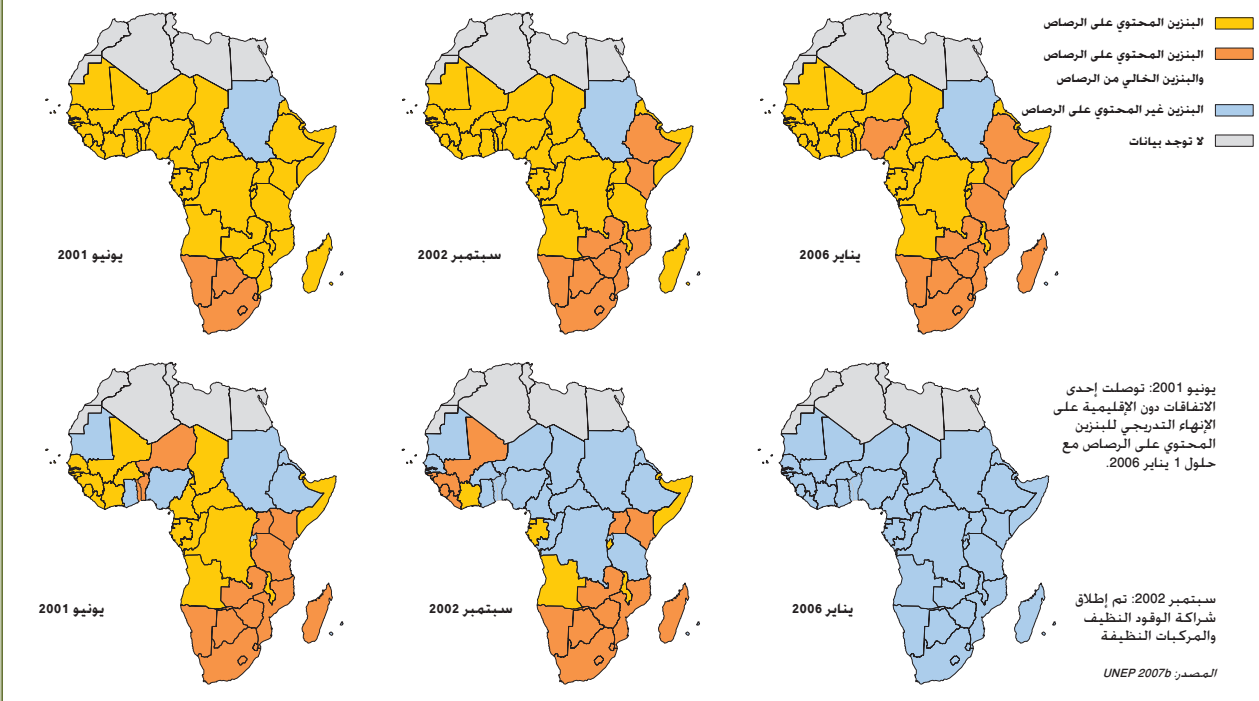 البنزين المحتوي على الرصاص
البنزين المحتوي على الرصاص
والبنزين الخالي من الرصاص
البنزين غير المحتوي على الرصاص
لا توجد بيانات
يناير 2006
سبتمبر 2002
يونيو 2001
يونيو 2001: توصلت إحدى
الاتفاقات دون الإقليمية على
الإنهاء التدريجي للبنزين
المحتوي على الرصاص مع
حلول 1 يناير 2006.
يناير 2006
سبتمبر 2002
يونيو 2001
سبتمبر 2002: تم إطلاق
شراكة الوقود النظيف
والمركبات النظيفة
المصدر: UNEP 2007b